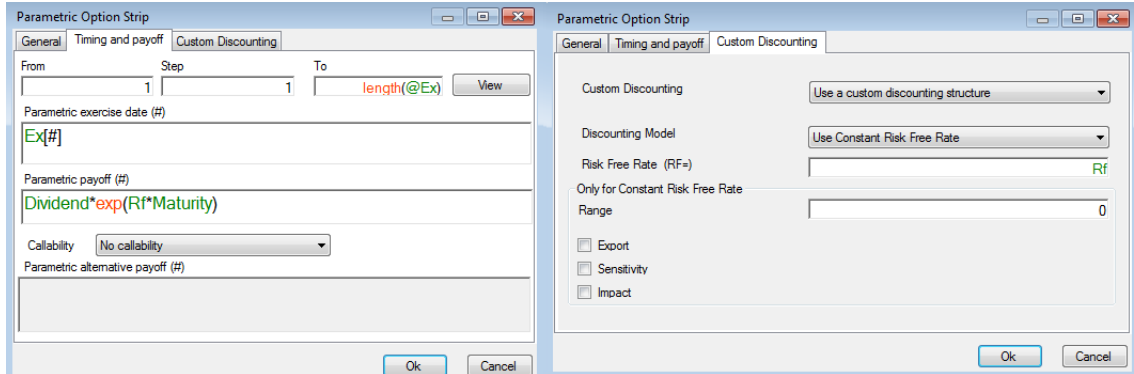 Parametric Option Strip
General Timing and payoff Custom Discounting
From Step To
1 1 length(@Ex) View
Parametric exercise date (#)
Ex[#]
Parametric payoff (#)
Dividend*exp(Rf*Maturity)
Callability No callability
Parametric alternative payoff (#)
Ok Cancel
Parametric Option Strip
General Timing and payoff Custom Discounting
Custom Discounting Use a custom discounting structure
Discounting Model Use Constant Risk Free Rate
Risk Free Rate (RF=) Rf
Only for Constant Risk Free Rate
Range 0
Export
Sensitivity
Impact
Ok Cancel